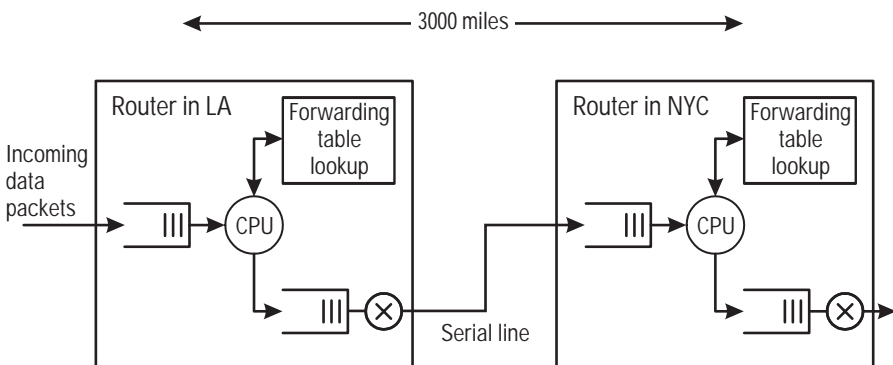 3000 miles
Router in LA
Forwarding
table
lookup
Incoming
data
packets
CPU
Router in NYC
Forwarding
table
lookup
CPU
Serial line